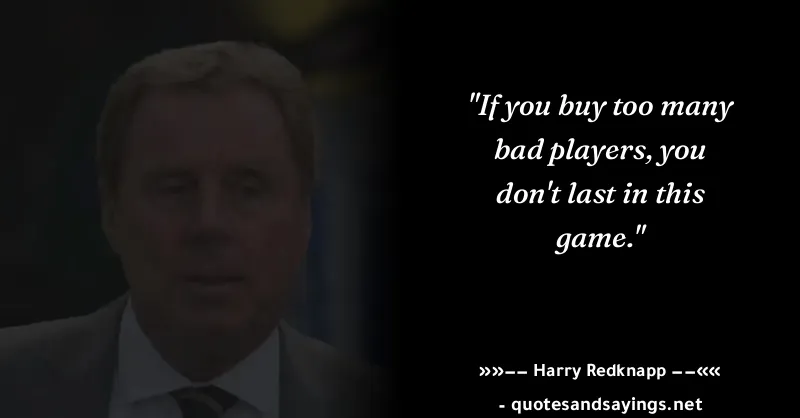 "If you buy too many
bad players, you
don't last in this
game."
»»–– Harry Redknapp ––««
- quotesandsayings.net